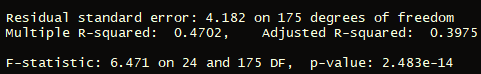 Residual standard error: 4.182 on 175 degrees of freedom
Multiple R-squared:  0.4702,    Adjusted R-squared:  0.3975
F-statistic: 6.471 on 24 and 175 DF,  p-value: 2.483e-14